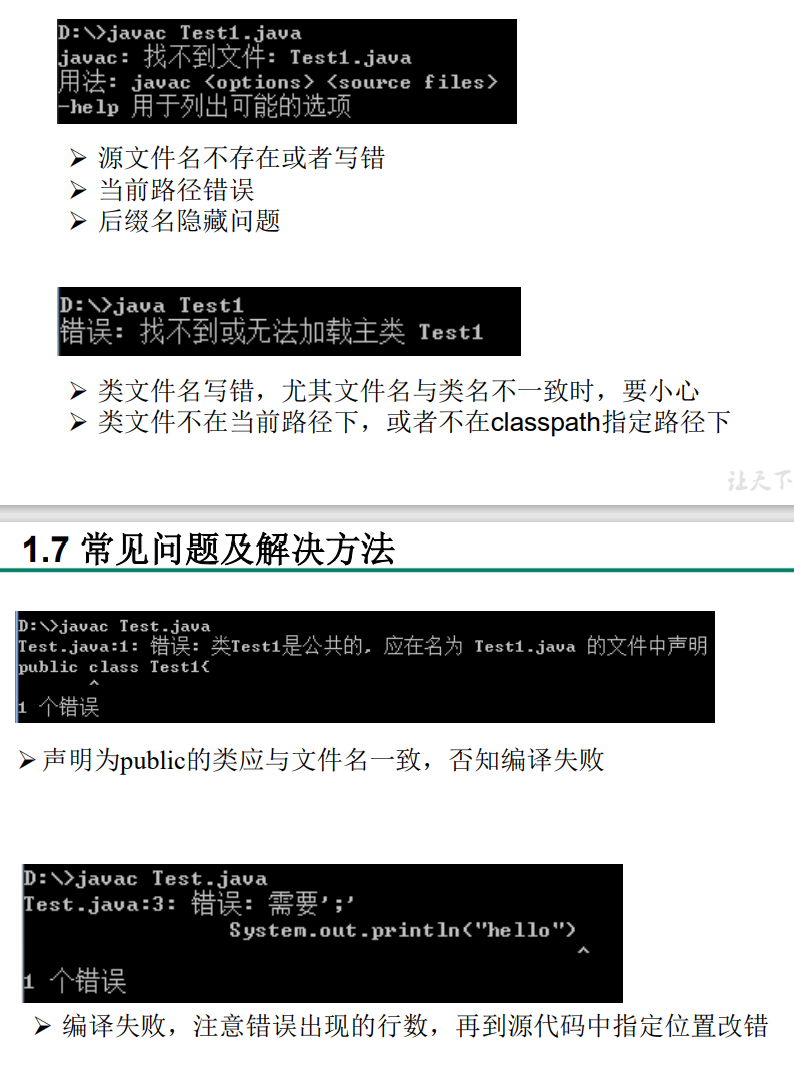 D:\>javac Test1.java
javac: 找不到文件: Test1.java
用法: javac <options> <source files>
-help 用于列出可能的选项
➢ 源文件名不存在或者写错
➢ 当前路径错误
➢ 后缀名隐藏问题
D:\>java Test1
错误: 找不到或无法加载主类 Test1
➢ 类文件名写错，尤其文件名与类名不一致时，要小心
➢ 类文件不在当前路径下，或者不在classpath指定路径下
让天下
1.7 常见问题及解决方法
D:\>javac Test.java
Test.java:1: 错误: 类Test1是公共的, 应在名为 Test1.java 的文件中声明
public class Test1{
^
1 个错误
➢声明为public的类应与文件名一致，否知编译失败
D:\>javac Test.java
Test.java:3: 错误: 需要';'
System.out.println("hello")
^
1 个错误
➢ 编译失败，注意错误出现的行数，再到源代码中指定位置改错